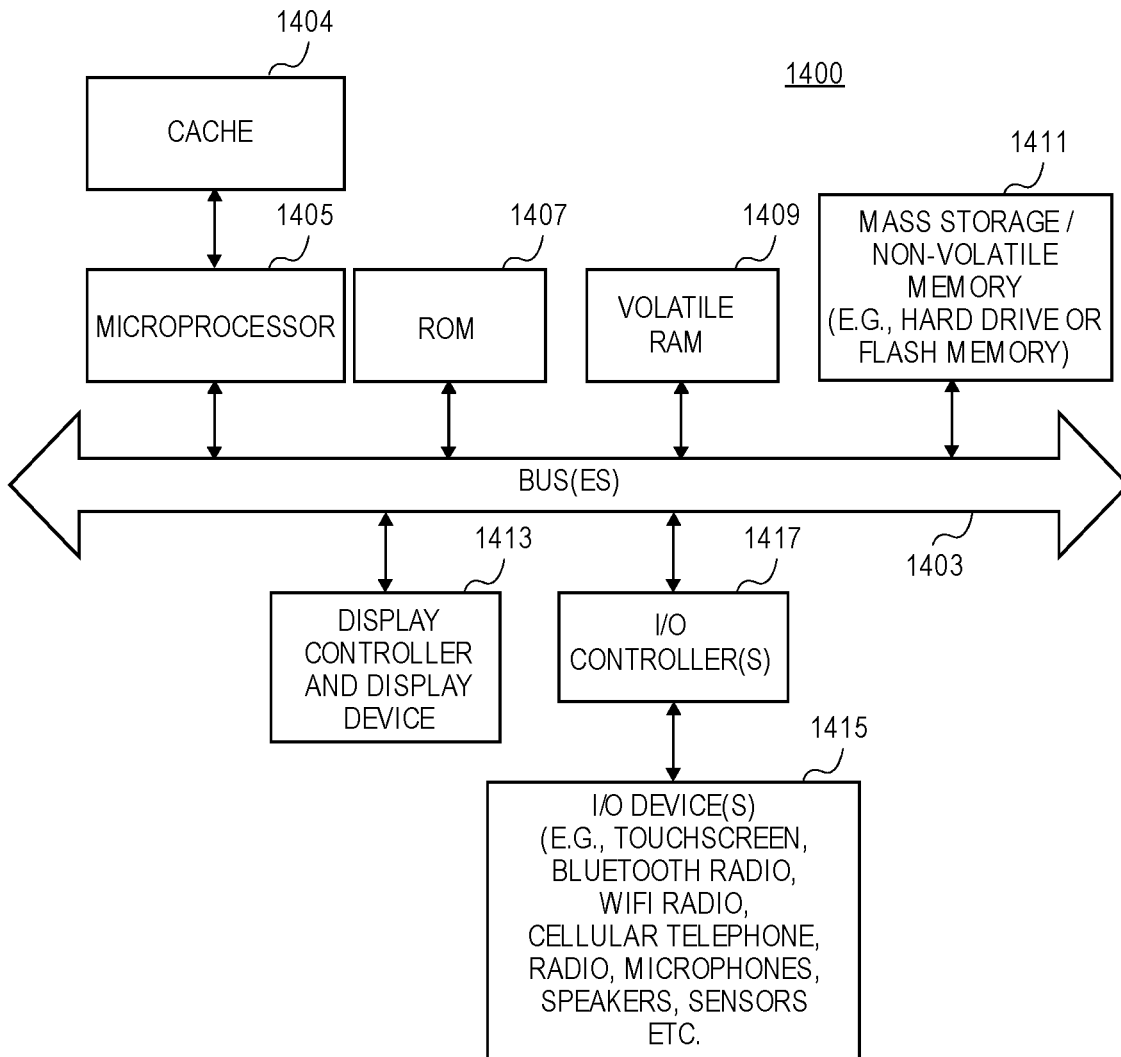 1404
1400
CACHE
1411
1405
1407
1409
MICROPROCESSOR
ROM
VOLATILE
RAM
MASS STORAGE /
NON-VOLATILE
MEMORY
(E.G., HARD DRIVE OR
FLASH MEMORY)
BUS(ES)
1403
1413
1417
DISPLAY
CONTROLLER
AND DISPLAY
DEVICE
I/O
CONTROLLER(S)
1415
I/O DEVICE(S)
(E.G., TOUCHSCREEN,
BLUETOOTH RADIO,
WIFI RADIO,
CELLULAR TELEPHONE,
RADIO, MICROPHONES,
SPEAKERS, SENSORS
ETC.